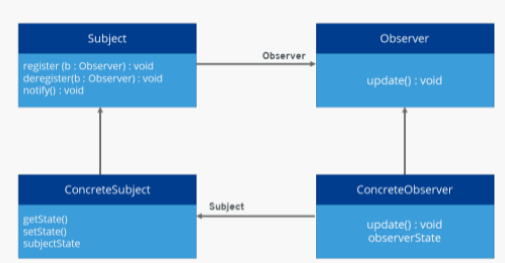 Subject
register (b : Observer) : void
deregister(b : Observer) : void
notify() : void
Observer
Observer
update() : void
ConcreteSubject
getState()
setState()
subjectState
Subject
ConcreteObserver
update() : void
observerState